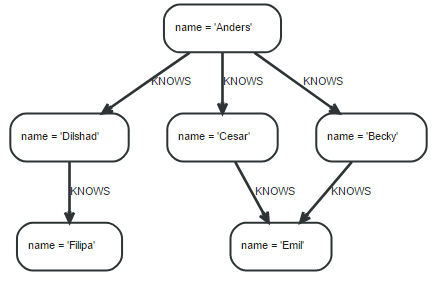 name = 'Anders'
KNOWS
KNOWS
KNOWS
name = 'Dilshad'
name = 'Cesar'
name = 'Becky'
KNOWS
KNOWS
KNOWS
name = 'Filipa'
name = 'Emil'